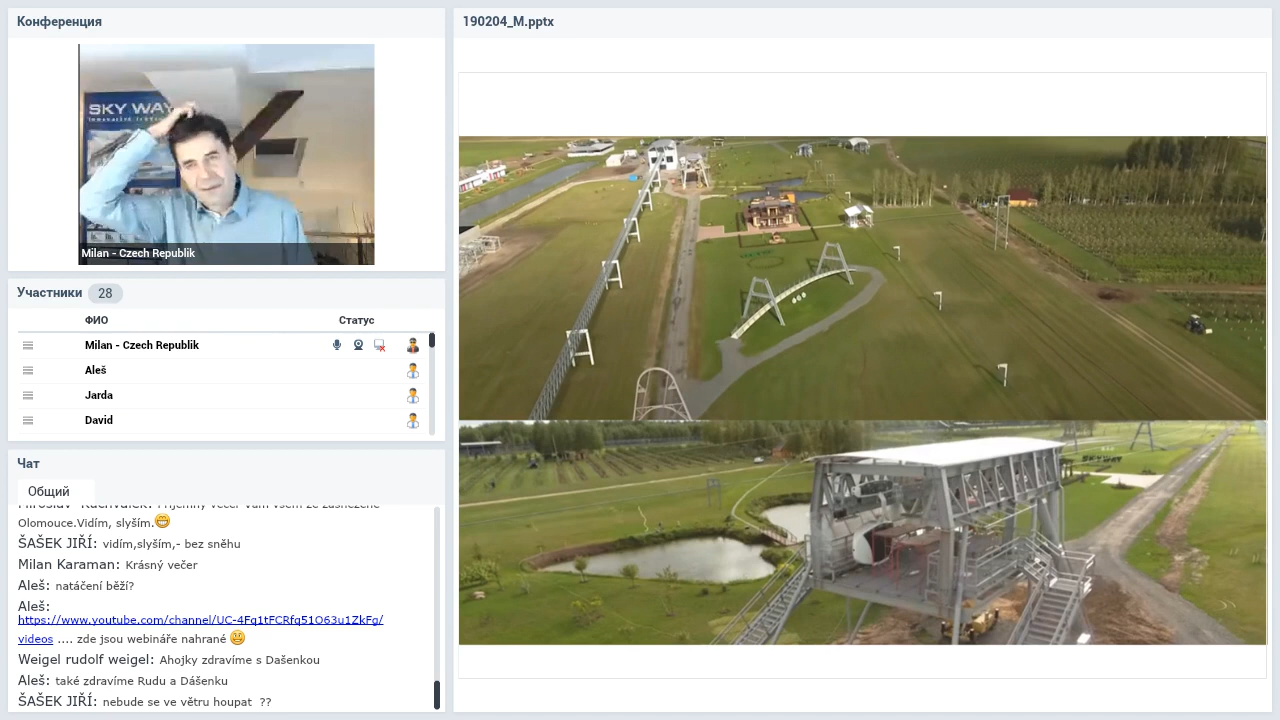 Конференция
SKY WAY
Milan - Czech Republik
Участники 28
ФИО Статус
Milan - Czech Republik
Aleš
Jarda
David
Чат
Общий
Olomouce.Vidím, slyším.
ŠAŠEK JIŘÍ: vidím,slyším,- bez sněhu
Milan Karaman: Krásný večer
Aleš: natáčení běží?
Aleš:
https://www.youtube.com/channel/UC-4Fq1tFCRfq51O63u1ZkFg/
videos .... zde jsou webináře nahrané
Weigel rudolf weigel: Ahojky zdravíme s Dašenkou
Aleš: také zdravíme Rudu a Dášenku
ŠAŠEK JIŘÍ: nebude se ve větru houpat ??
190204_M.pptx
SKYWAY